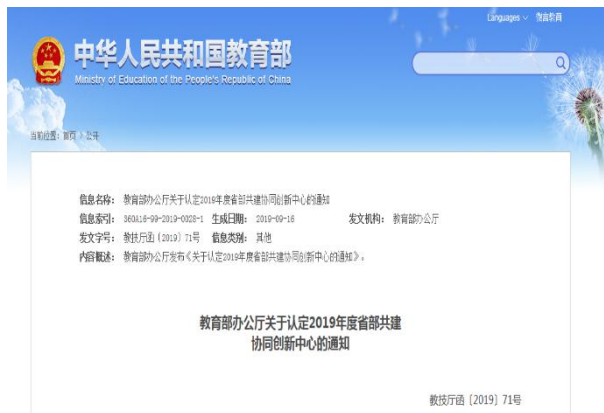 Languages 微言教育
中华人民共和国教育部
Ministry of Education of the People's Republic of China
当前位置：首页 > 公开
信息名称： 教育部办公厅关于认定2019年度省部共建协同创新中心的通知
信息索引： 360A16-99-2019-0028-1 生成日期： 2019-09-16 发文机构： 教育部办公厅
发文字号： 教技厅函〔2019〕71号 信息类别： 其他
内容概述： 教育部办公厅发布《关于认定2019年度省部共建协同创新中心的通知》。
教育部办公厅关于认定2019年度省部共建
协同创新中心的通知
教技厅函〔2019〕71号